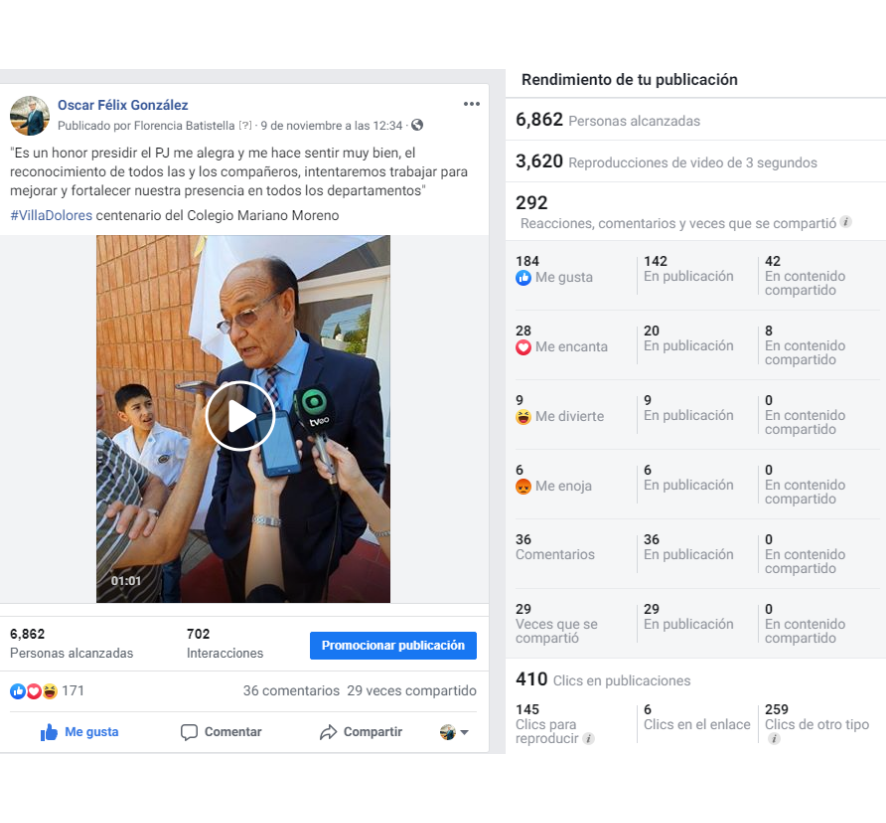 Oscar Félix González
Publicado por Florencia Batistella [?] · 9 de noviembre a las 12:34 ·
"Es un honor presidir el PJ me alegra y me hace sentir muy bien, el
reconocimiento de todos las y los compañeros, intentaremos trabajar para
mejorar y fortalecer nuestra presencia en todos los departamentos"
#VillaDolores centenario del Colegio Mariano Moreno
tveo
01:01
6,862
Personas alcanzadas
702
Interacciones
Promocionar publicación
171
36 comentarios 29 veces compartido
Me gusta
Comentar
Compartir
Rendimiento de tu publicación
6,862 Personas alcanzadas
3,620 Reproducciones de video de 3 segundos
292
Reacciones, comentarios y veces que se compartió i
184
Me gusta
142
En publicación
42
En contenido
compartido
28
Me encanta
20
En publicación
8
En contenido
compartido
9
Me divierte
9
En publicación
0
En contenido
compartido
6
Me enoja
6
En publicación
0
En contenido
compartido
36
Comentarios
36
En publicación
0
En contenido
compartido
29
Veces que se
compartió
29
En publicación
0
En contenido
compartido
410 Clics en publicaciones
145
Clics para
reproducir i
6
Clics en el enlace
259
Clics de otro tipo
i